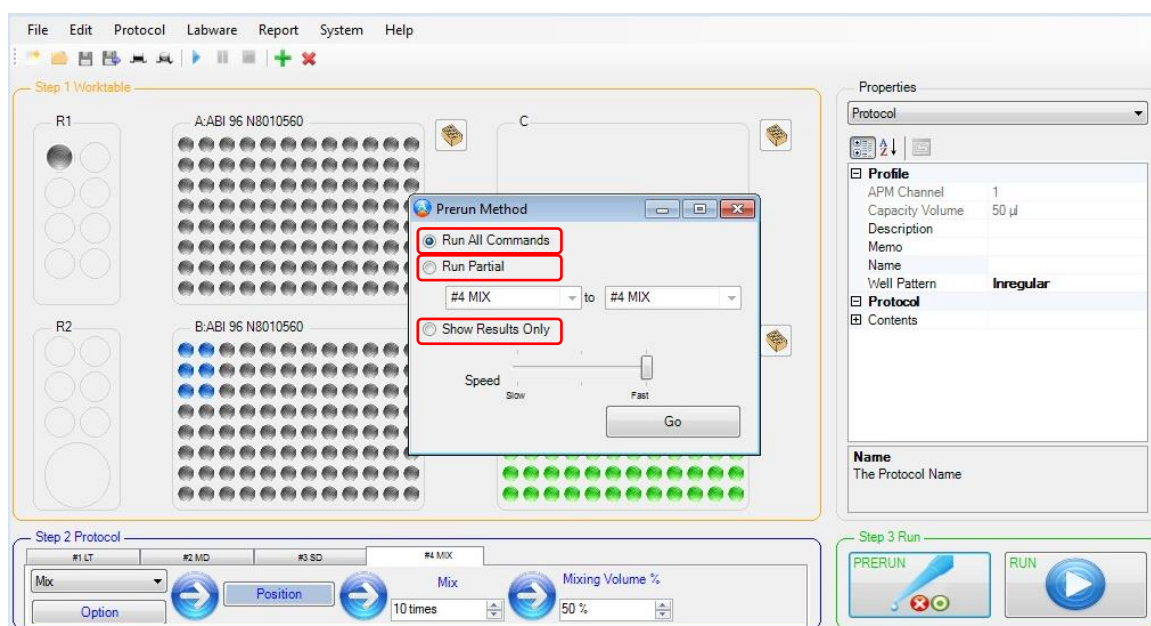 File Edit Protocol Labware Report System Help
Step 1 Worktable
R1
A:ABI 96 N8010560
C
R2
B:ABI 96 N8010560
Prerun Method
Run All Commands
Run Partial
#4 MIX to #4 MIX
Show Results Only
Speed
Slow Fast
Go
Properties
Protocol
Profile
APM Channel 1
Capacity Volume 50 µl
Description
Memo
Name
Well Pattern Inregular
Protocol
Contents
Name
The Protocol Name
Step 2 Protocol
#1 LT #2 MD #3 SD #4 MIX
Mix
Option
Position
Mix
10 times
Mixing Volume %
50 %
Step 3 Run
PRERUN
RUN